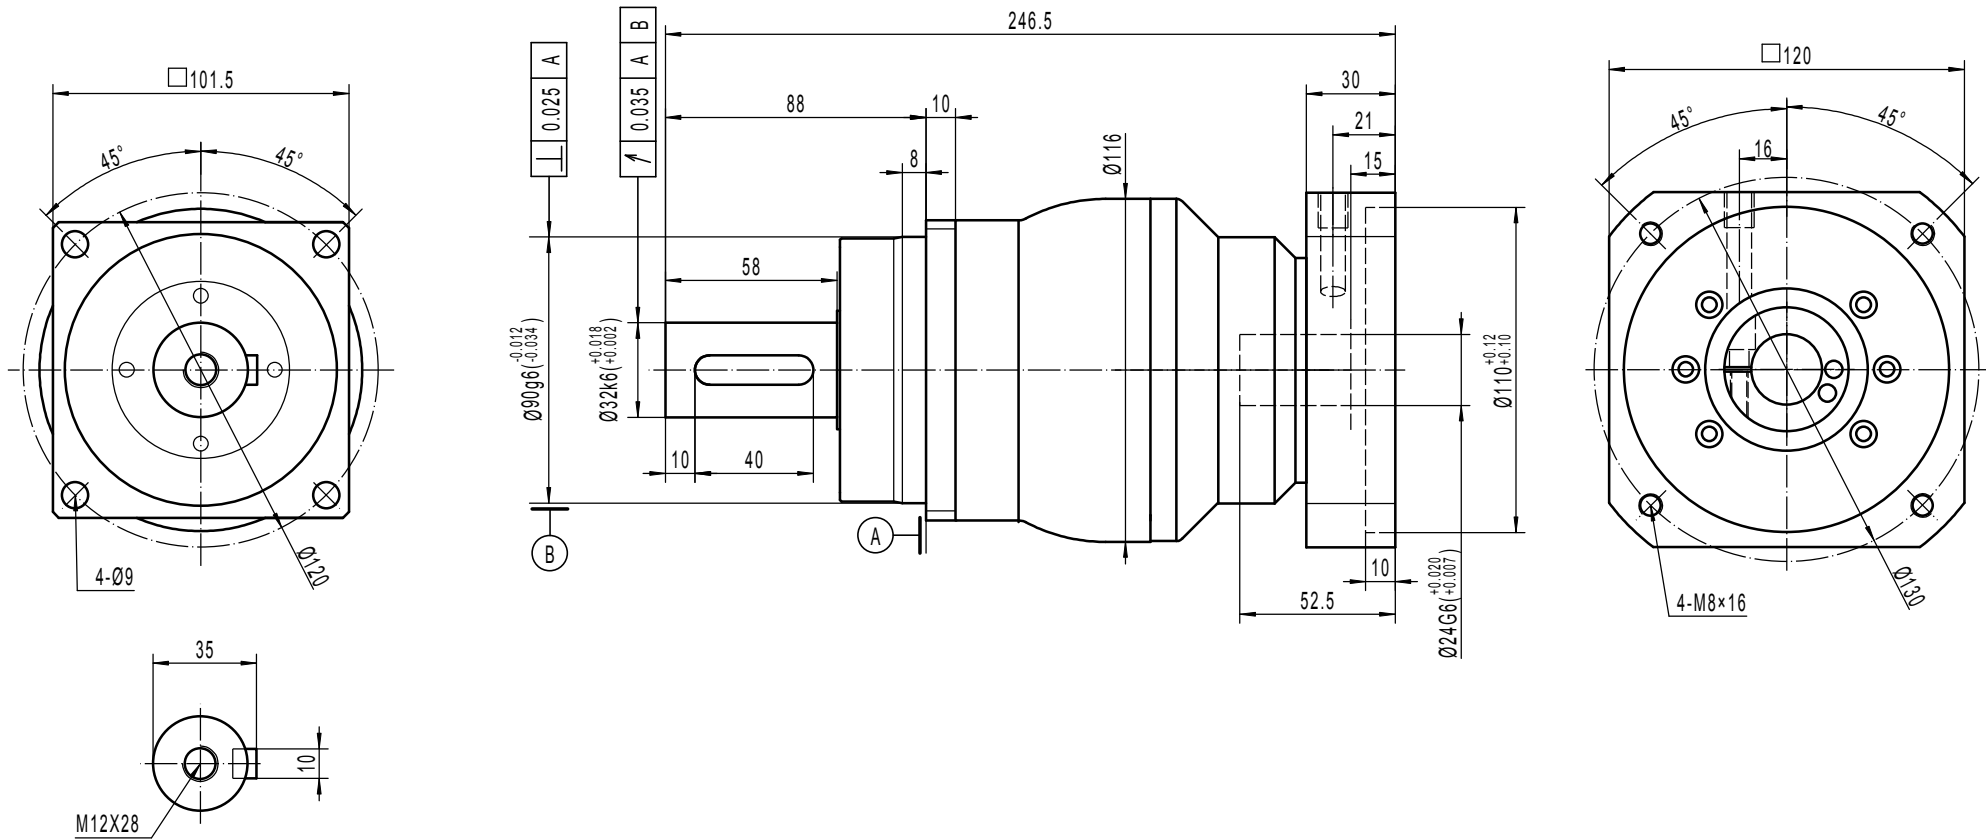 □101.5
45°
45°
Ø120
4-Ø9
35
10
M12X28
⊥ 0.025 A
↗ 0.035 A B
246.5
88
10
8
30
21
15
Ø116
58
Ø90g6(-0.012 -0.034)
Ø32k6(+0.018 +0.002)
10
40
B
A
Ø110+0.12 +0.10
10
52.5
Ø24G6(+0.020 +0.007)
□120
45°
45°
16
Ø130
4-M8×16